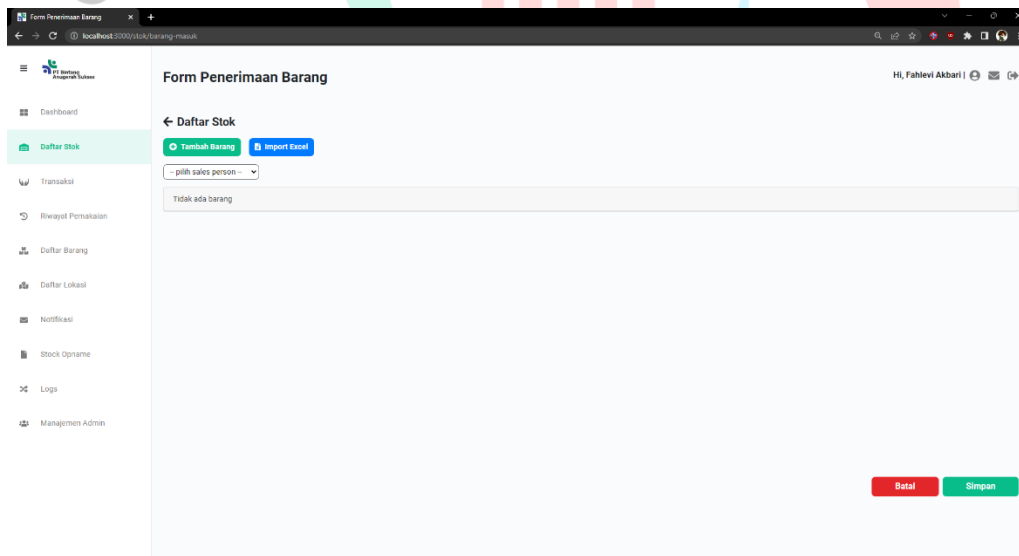 Form Penerimaan Barang
localhost:3000/stok/barang-masuk
PT Bintang
Anugerah Sukses
Form Penerimaan Barang
Hi, Fahlevi Akbari |
Dashboard
Daftar Stok
Transaksi
Riwayat Pemakaian
Daftar Barang
Daftar Lokasi
Notifikasi
Stock Opname
Logs
Manajemen Admin
Daftar Stok
Tambah Barang
Import Excel
-- pilih sales person --
Tidak ada barang
Batal
Simpan